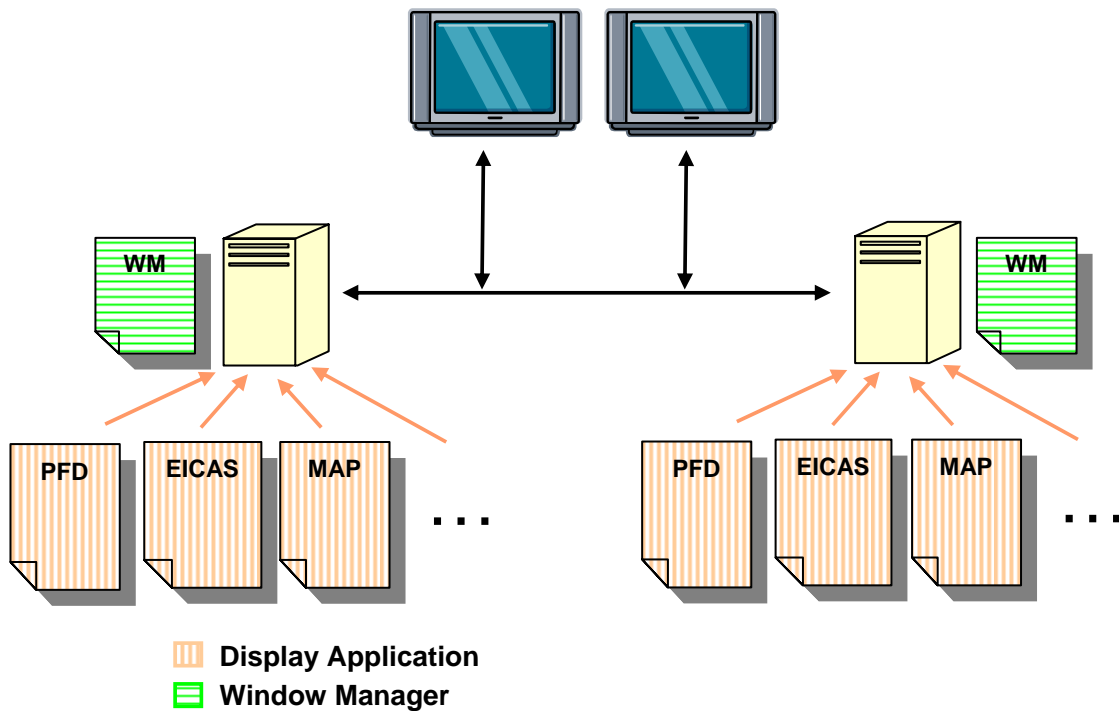 WM
WM
PFD
EICAS
MAP
...
PFD
EICAS
MAP
...
Display Application
Window Manager